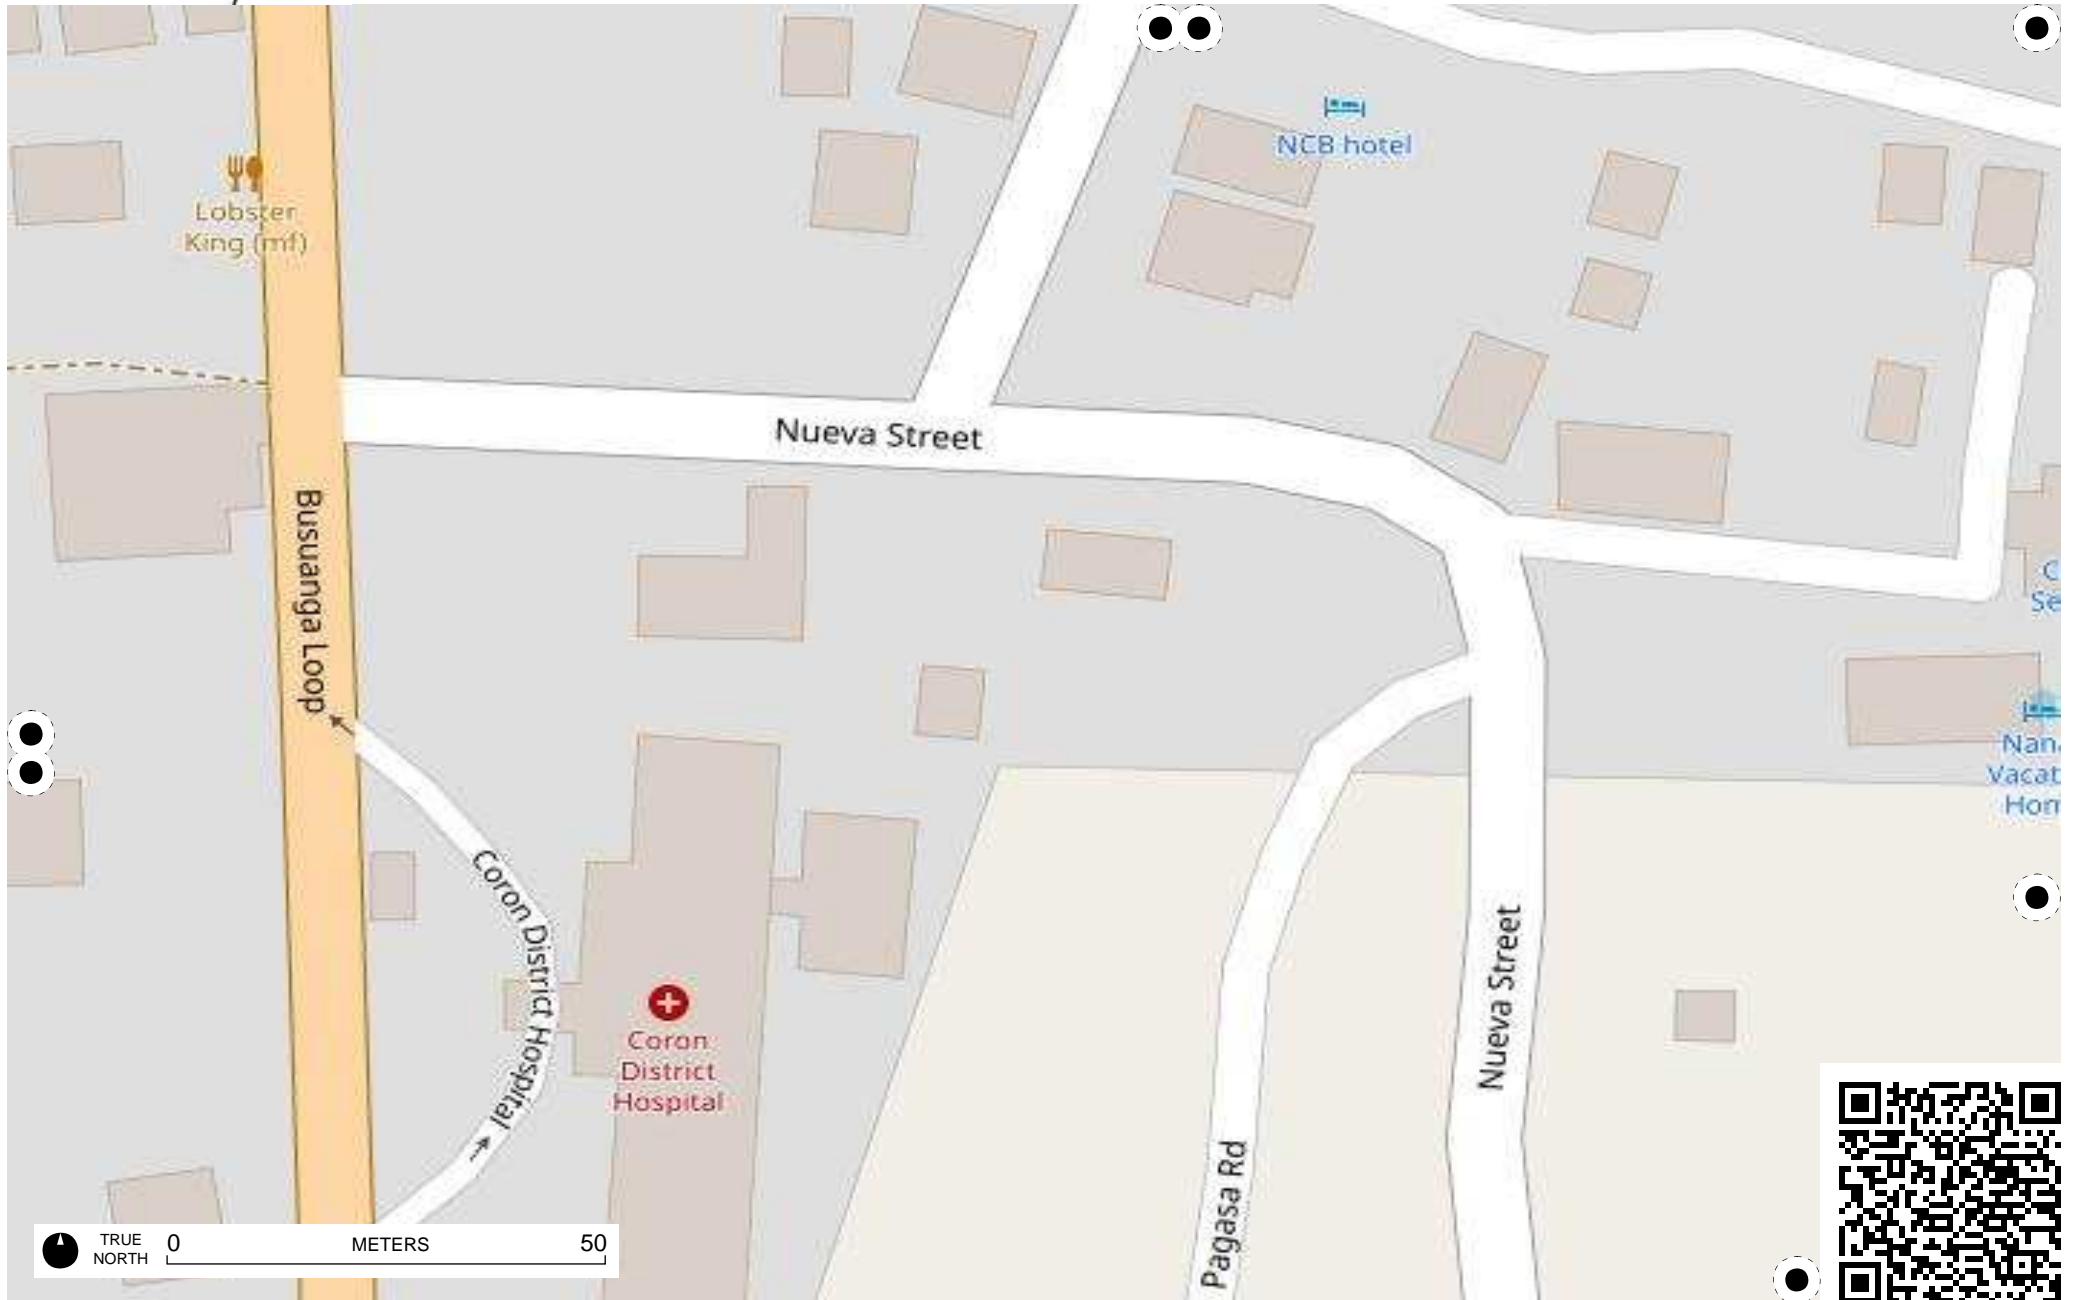 NCB hotel
Lobster
King (mf)
Nueva Street
Busuanga Loop
Coron District Hospital
Coron
District
Hospital
Nueva Street
Pagasa Rd
TRUE
NORTH
0 METERS 50